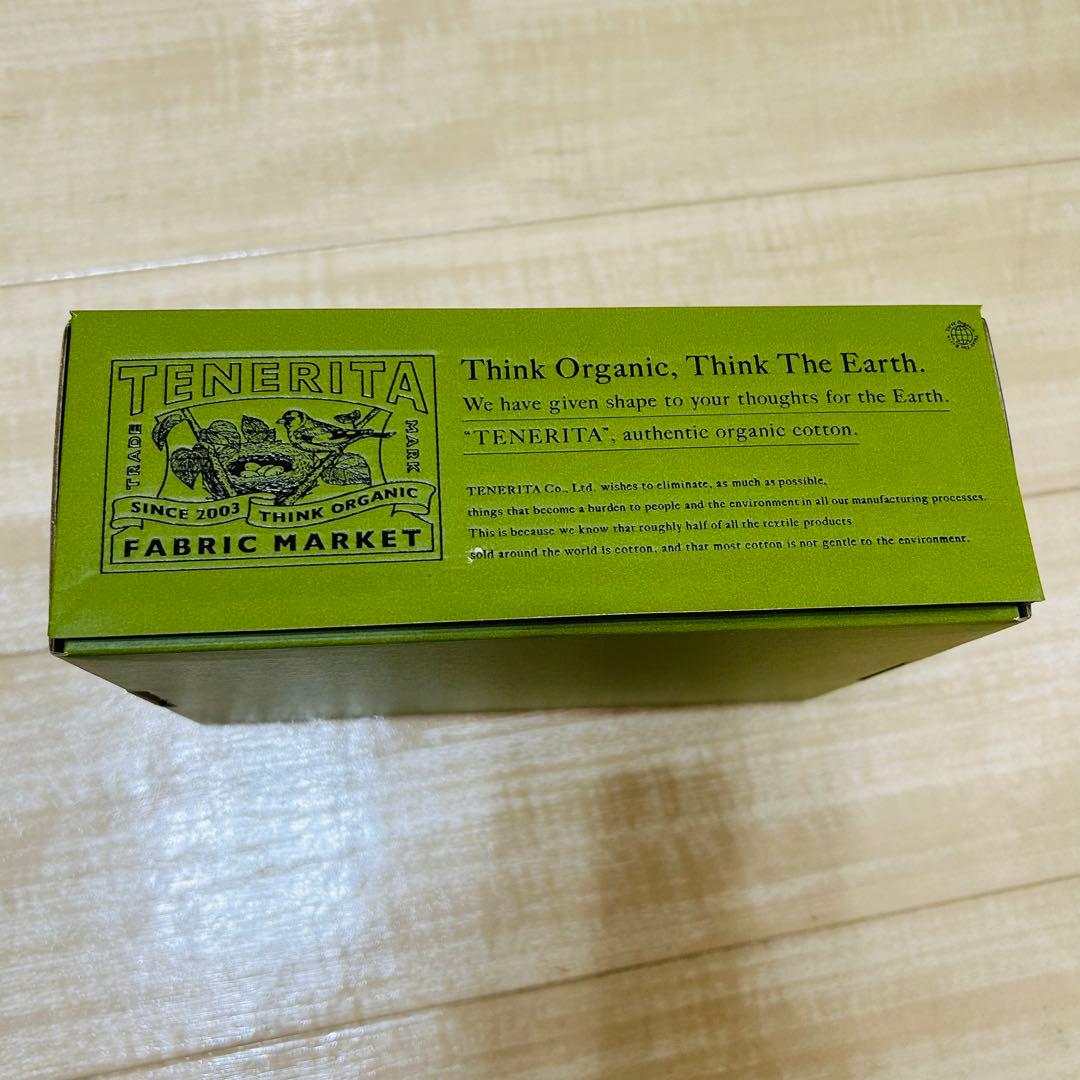 TENERITA
TRADE
MARK
SINCE 2003
THINK ORGANIC
FABRIC MARKET
Think Organic, Think The Earth.
We have given shape to your thoughts for the Earth.
“TENERITA”, authentic organic cotton.
TENERITA Co., Ltd. wishes to eliminate, as much as possible,
things that become a burden to people and the environment in all our manufacturing processes.
This is because we know that roughly half of all the textile products
sold around the world is cotton, and that most cotton is not gentle to the environment.